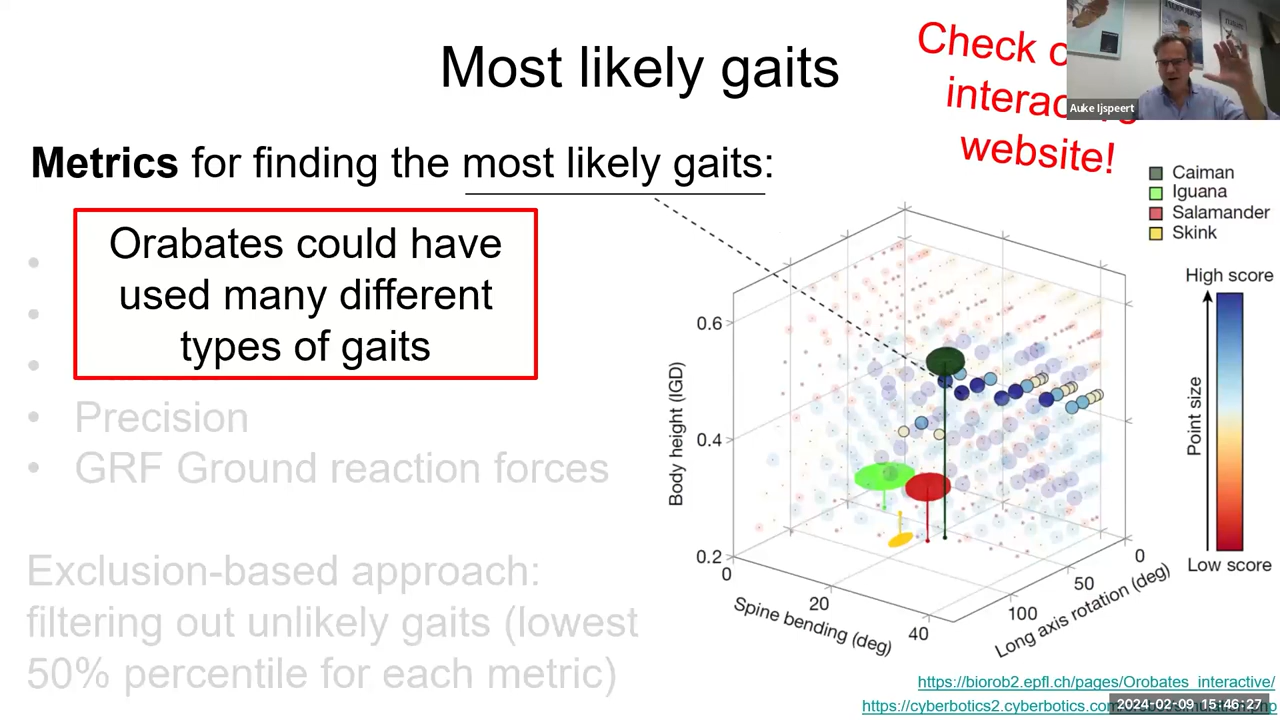 Most likely gaits
Check
interac
website!
Auke Ijspeert
Metrics for finding the most likely gaits:
Orabates could have
used many different
types of gaits
• Precision
• GRF Ground reaction forces
Exclusion-based approach:
filtering out unlikely gaits (lowest
50% percentile for each metric)
Caiman
Iguana
Salamander
Skink
High score
Point size
Low score
Body height (IGD)
0.6
0.4
0.2
0
20
40
Spine bending (deg)
0
50
100
Long axis rotation (deg)
https://biorob2.epfl.ch/pages/Orobates_interactive/
https://cyberbotics2.cyberbotics.com
2024-02-09 15:46:27